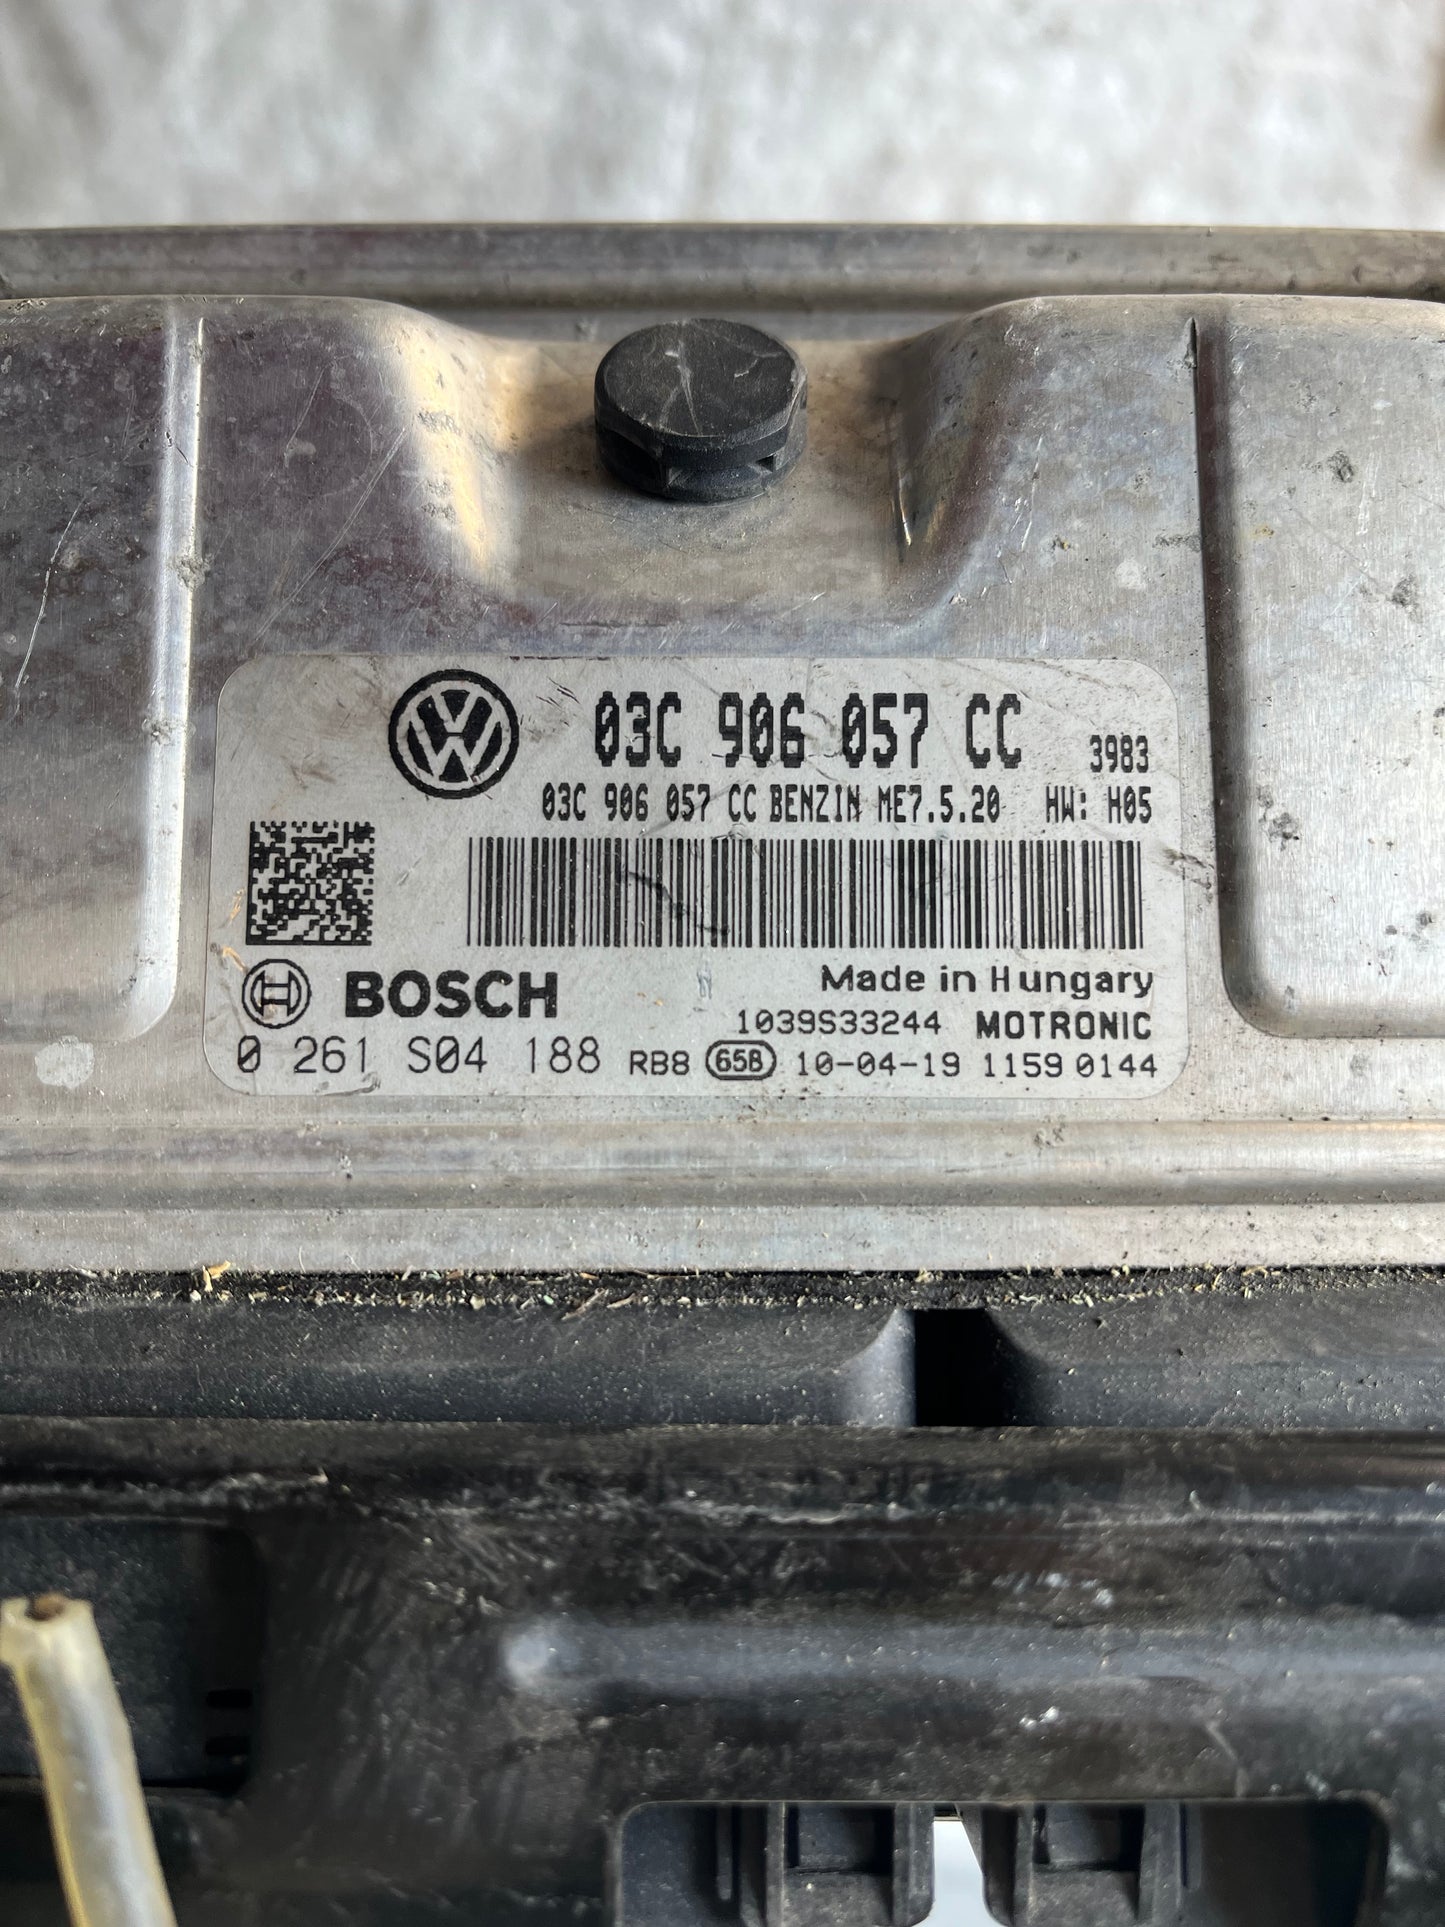 03C 906 057 CC 3983
03C 906 057 CC BENZIN ME7.5.20 HW: H05
BOSCH
Made in Hungary
1039S33244 MOTRONIC
0 261 S04 188 RB8 65B 10-04-19 1159 0144